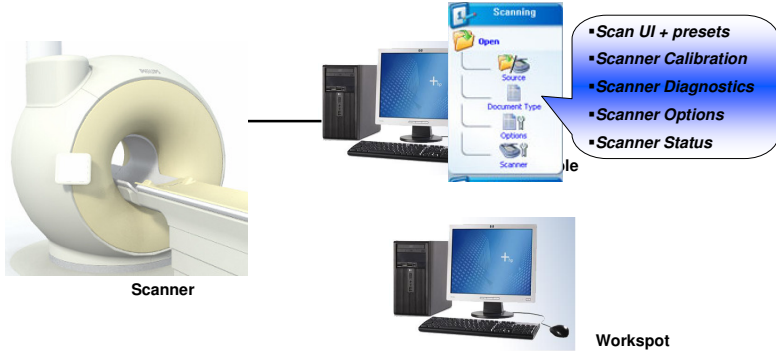 Scanning
Open
Source
Document Type
Options
Scanner
▪Scan UI + presets
▪Scanner Calibration
▪Scanner Diagnostics
▪Scanner Options
▪Scanner Status
PHILIPS
Scanner
Workspot